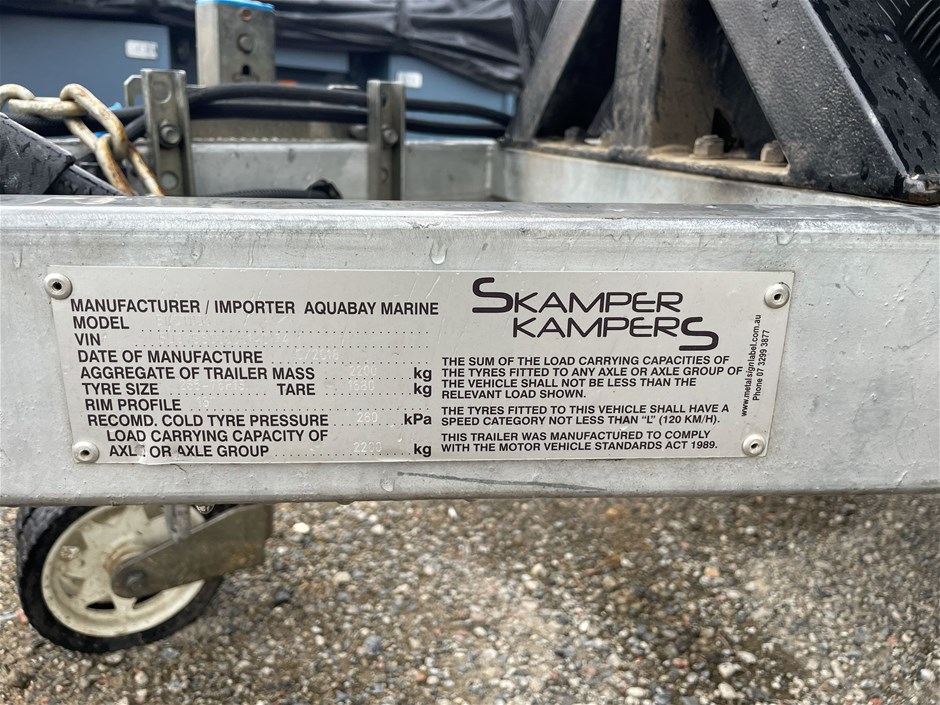 MANUFACTURER / IMPORTER AQUABAY MARINE
MODEL
VIN
DATE OF MANUFACTURE
AGGREGATE OF TRAILER MASS 2200 kg
TYRE SIZE TARE kg
RIM PROFILE
RECOMD. COLD TYRE PRESSURE kPa
LOAD CARRYING CAPACITY OF
AXLE OR AXLE GROUP 2200 kg
SKAMPER
KAMPERS
THE SUM OF THE LOAD CARRYING CAPACITIES OF
THE TYRES FITTED TO ANY AXLE OR AXLE GROUP OF
THE VEHICLE SHALL NOT BE LESS THAN THE
RELEVANT LOAD SHOWN.
THE TYRES FITTED TO THIS VEHICLE SHALL HAVE A
SPEED CATEGORY NOT LESS THAN "L" (120 KM/H).
THIS TRAILER WAS MANUFACTURED TO COMPLY
WITH THE MOTOR VEHICLE STANDARDS ACT 1989.
www.metalsignlabel.com.au
Phone 07 3299 3877